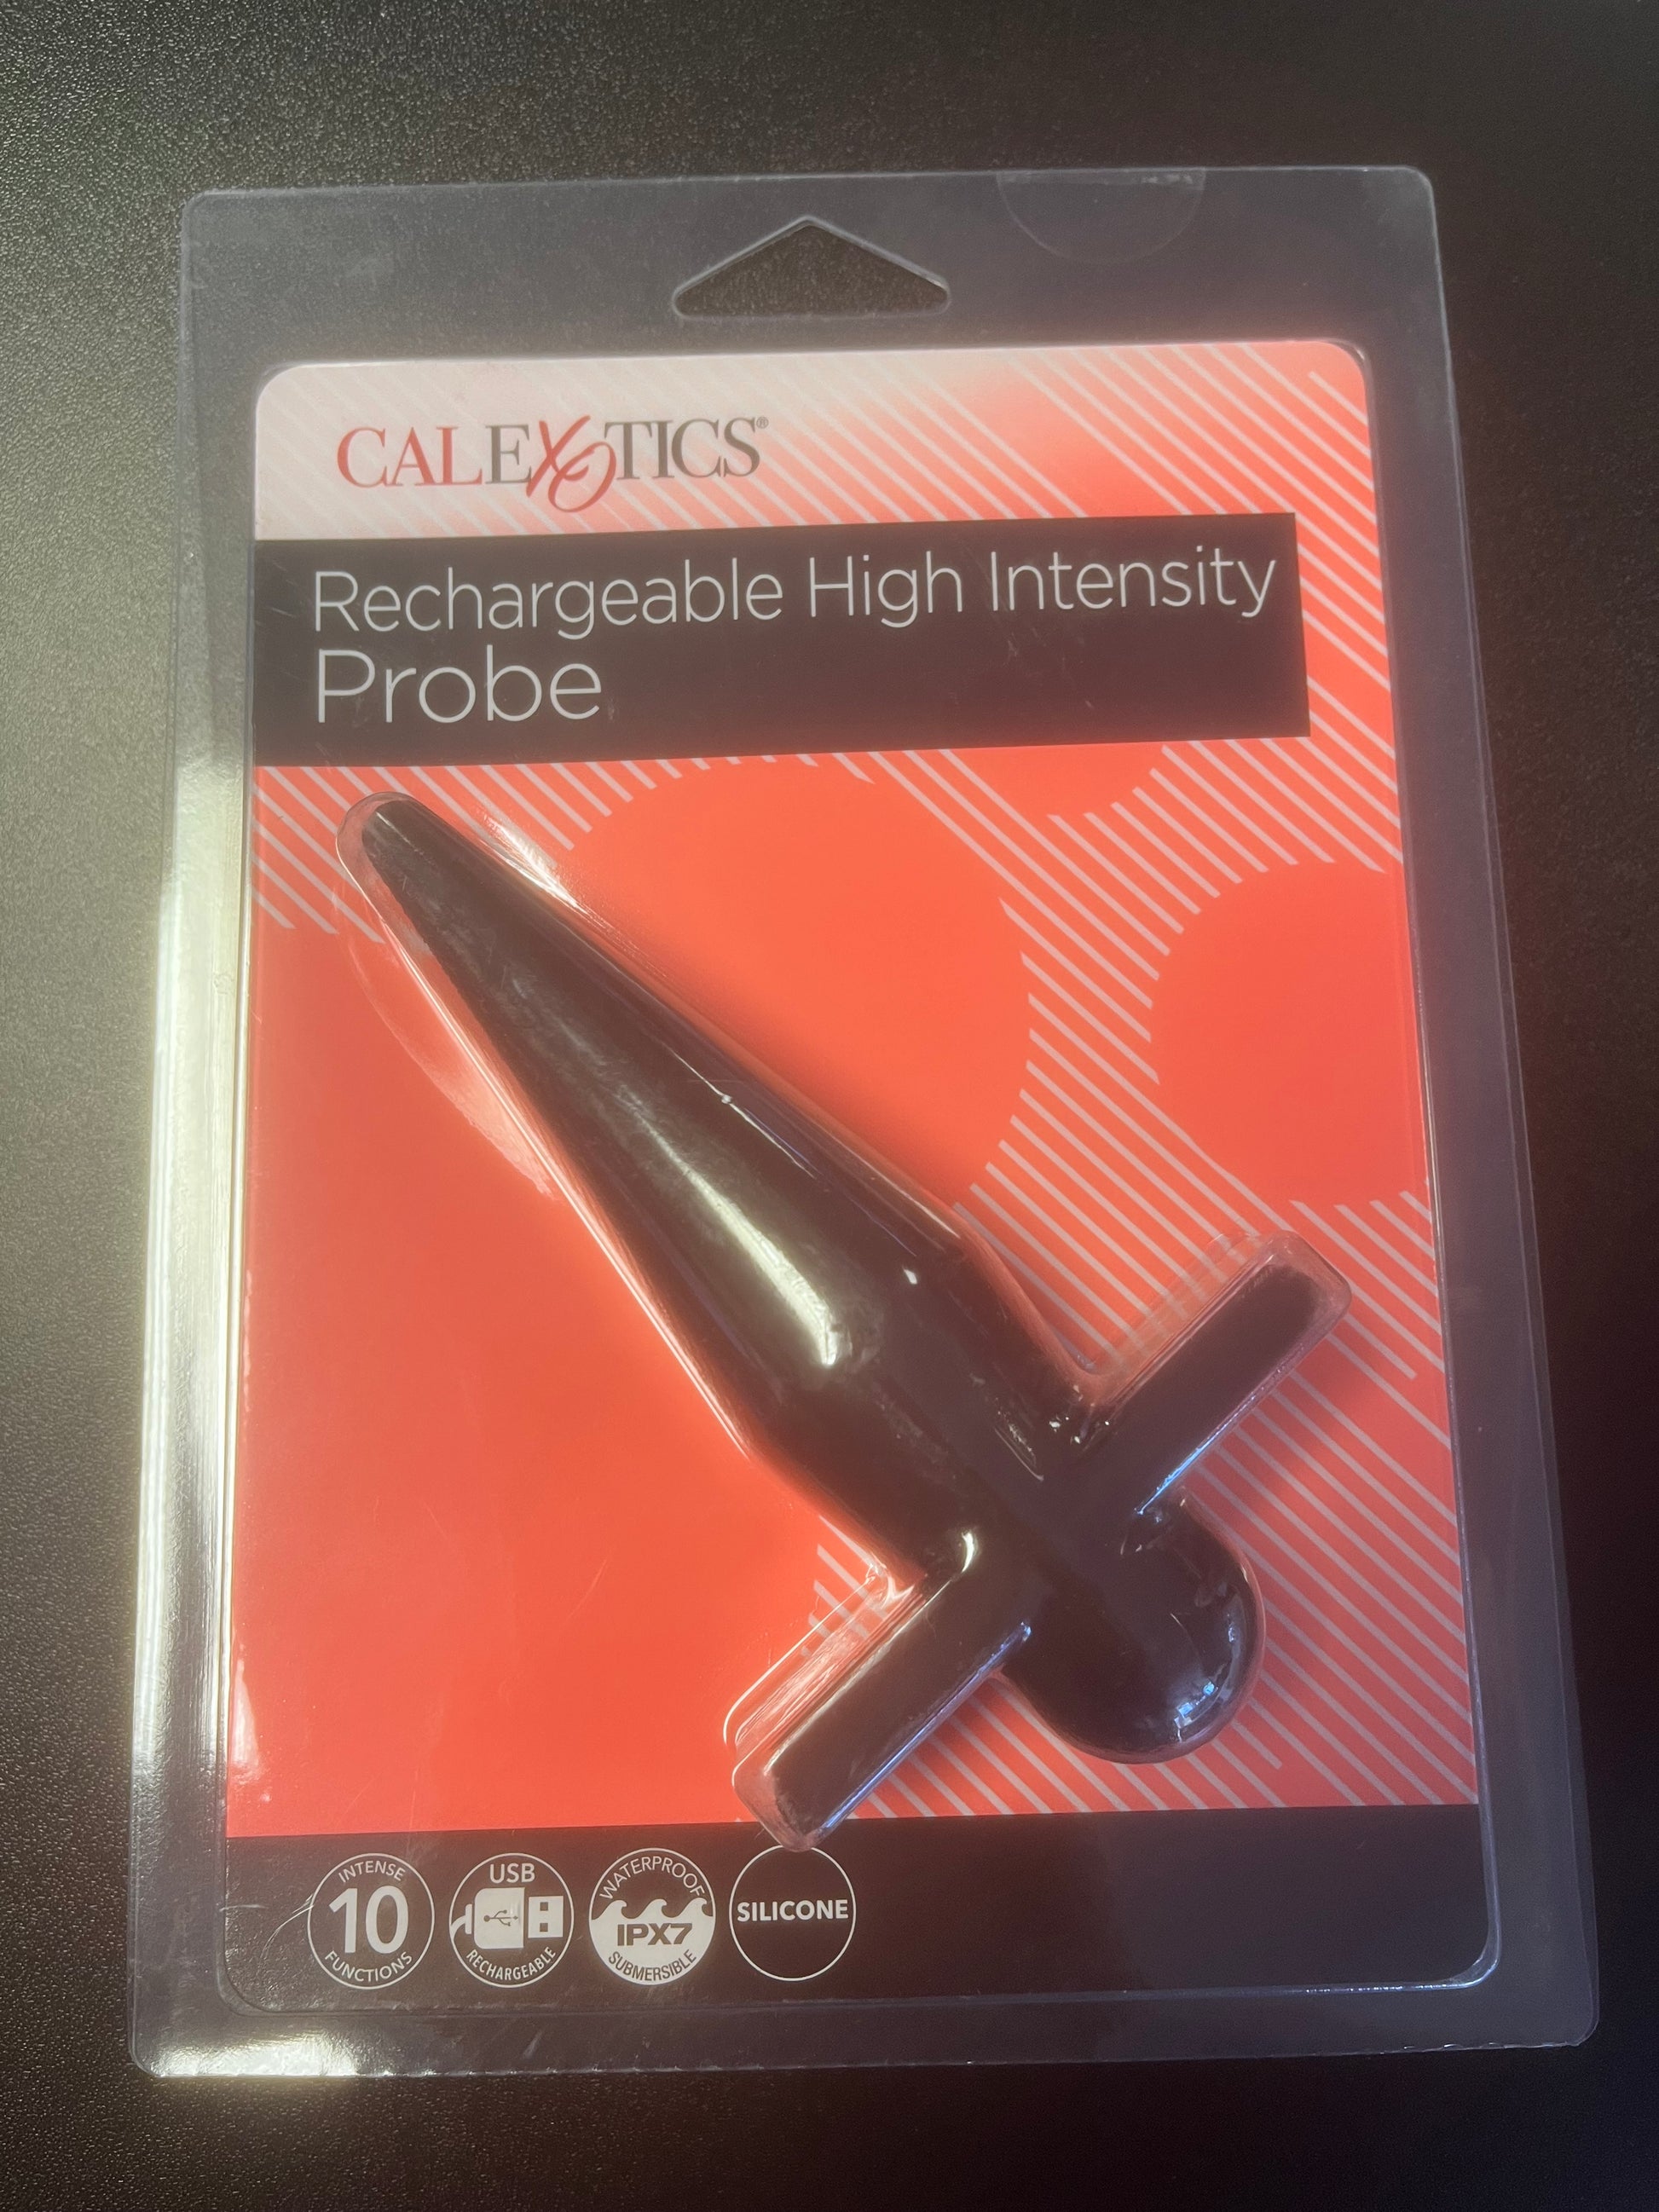 CALEXOTICS®
Rechargeable High Intensity
Probe
INTENSE
10
FUNCTIONS
USB
RECHARGEABLE
WATERPROOF
IPX7
SUBMERSIBLE
SILICONE